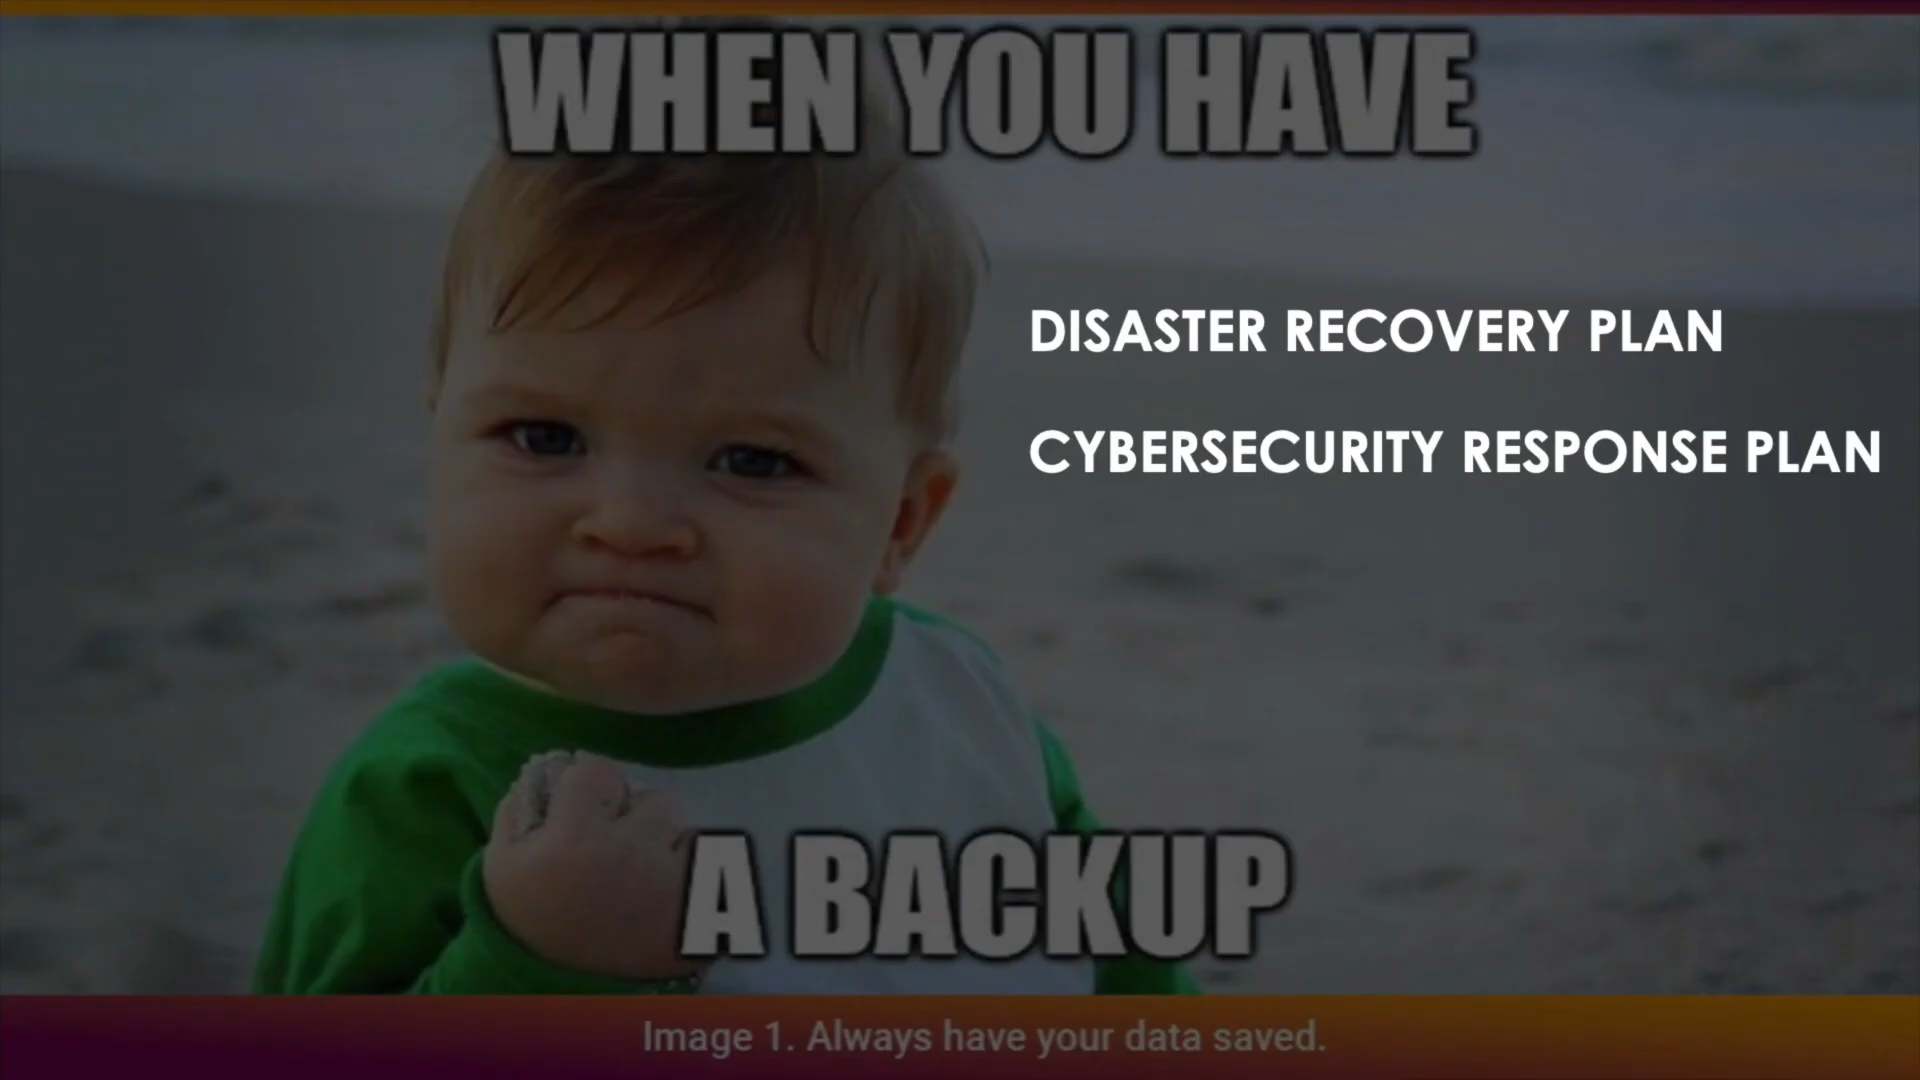 WHEN YOU HAVE
DISASTER RECOVERY PLAN
CYBERSECURITY RESPONSE PLAN
A BACKUP
Image 1. Always have your data saved.